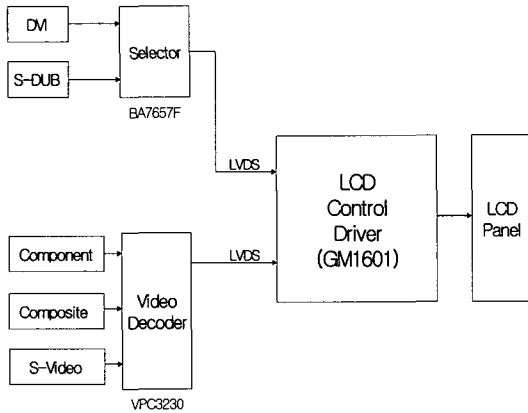 DVI
S-DUB
Selector
BA7657F
LVDS
LCD
Control
Driver
(GM1601)
LCD
Panel
Component
Composite
S-Video
Video
Decoder
VPC3230
LVDS